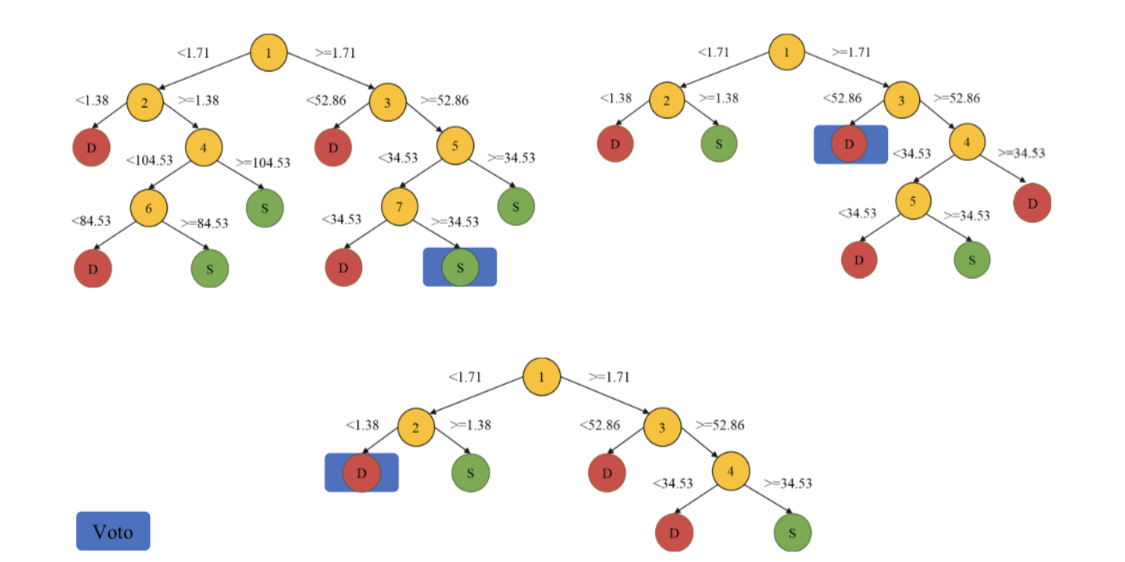 1
<1.71
>=1.71
2
3
<1.38
>=1.38
<52.86
>=52.86
D
4
D
5
<104.53
>=104.53
<34.53
>=34.53
6
S
7
S
<84.53
>=84.53
<34.53
>=34.53
D
S
D
S
1
<1.71
>=1.71
2
3
<1.38
>=1.38
<52.86
>=52.86
D
S
D
4
<34.53
>=34.53
5
D
<34.53
>=34.53
D
S
1
<1.71
>=1.71
2
3
<1.38
>=1.38
<52.86
>=52.86
D
S
D
4
<34.53
>=34.53
D
S
Voto